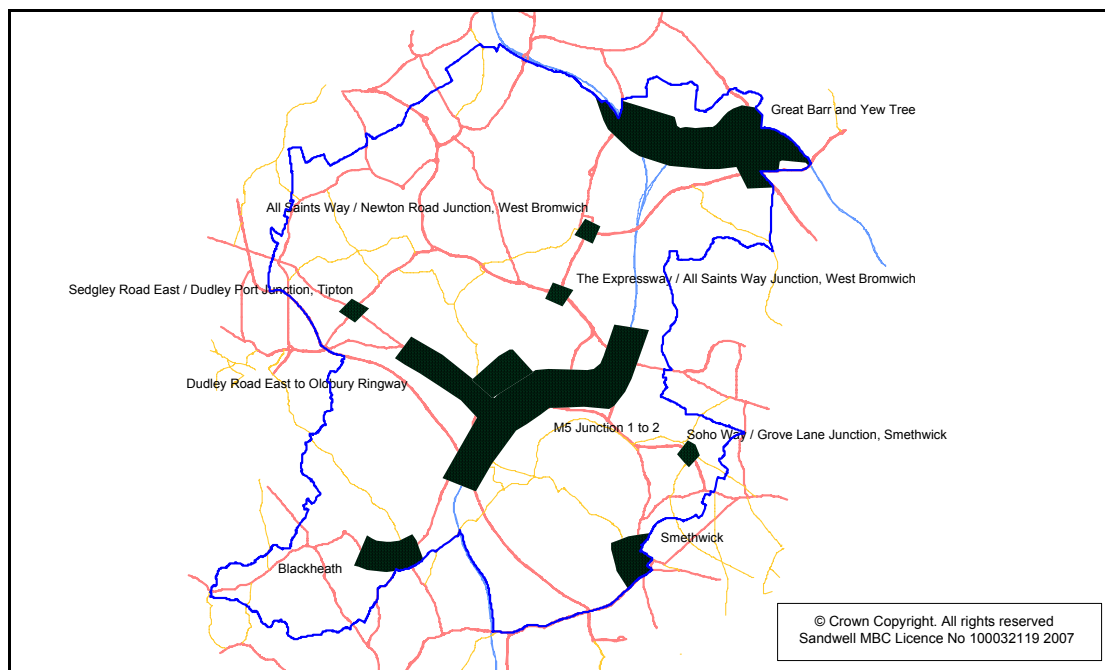 Great Barr and Yew Tree
All Saints Way / Newton Road Junction, West Bromwich
The Expressway / All Saints Way Junction, West Bromwich
Sedgley Road East / Dudley Port Junction, Tipton
Dudley Road East to Oldbury Ringway
M5 Junction 1 to 2
Soho Way / Grove Lane Junction, Smethwick
Smethwick
Blackheath
© Crown Copyright. All rights reserved
Sandwell MBC Licence No 100032119 2007